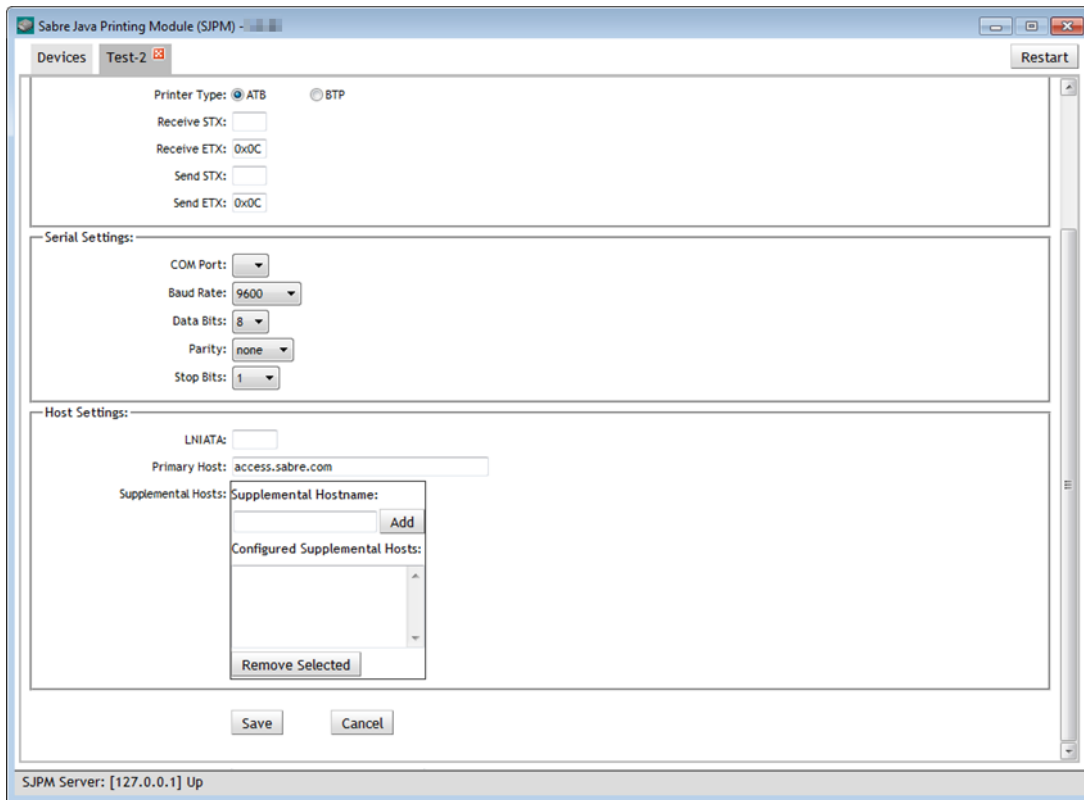 Sabre Java Printing Module (SJPM) -
Devices Test-2 Restart
Printer Type: ATB BTP
Receive STX:
Receive ETX: 0x0C
Send STX:
Send ETX: 0x0C
Serial Settings:
COM Port:
Baud Rate: 9600
Data Bits: 8
Parity: none
Stop Bits: 1
Host Settings:
LNIATA:
Primary Host: access.sabre.com
Supplemental Hosts: Supplemental Hostname:
Add
Configured Supplemental Hosts:
Remove Selected
Save Cancel
SJPM Server: [127.0.0.1] Up